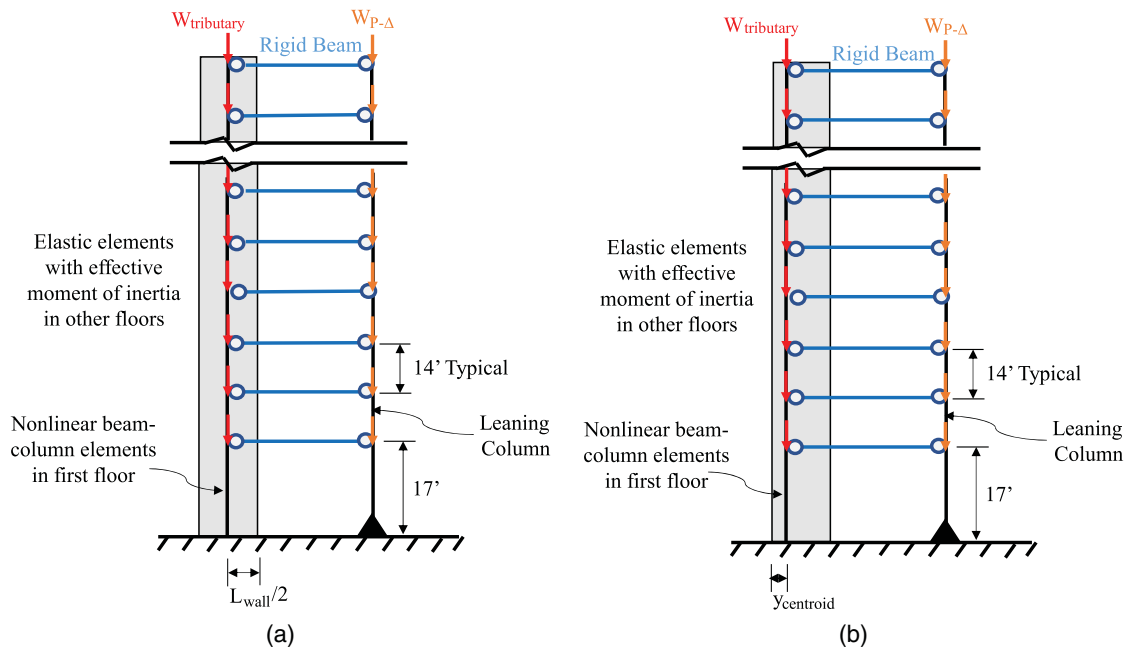 W_tributary
W_P-Δ
Rigid Beam
Elastic elements
with effective
moment of inertia
in other floors
14' Typical
Leaning
Column
Nonlinear beam-
column elements
in first floor
17'
L_wall/2
(a)
W_tributary
W_P-Δ
Rigid Beam
Elastic elements
with effective
moment of inertia
in other floors
14' Typical
Leaning
Column
Nonlinear beam-
column elements
in first floor
17'
y_centroid
(b)